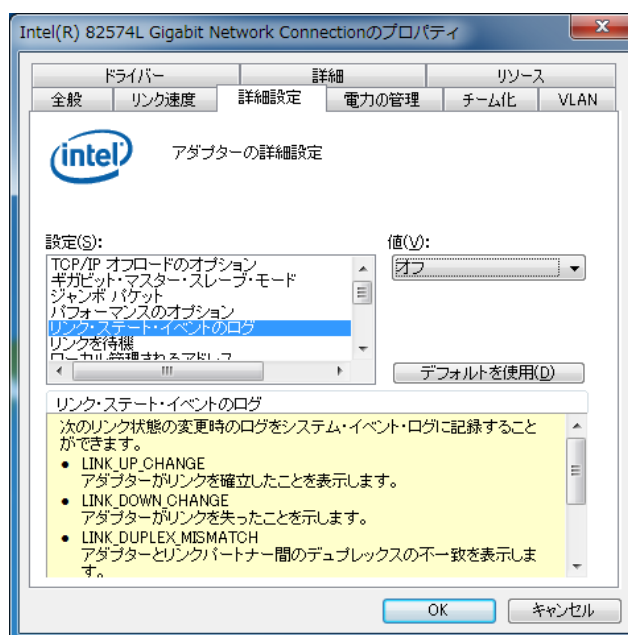 Intel(R) 82574L Gigabit Network Connectionのプロパティ
ドライバー 詳細 リソース
全般 リンク速度 詳細設定 電力の管理 チーム化 VLAN
intel アダプターの詳細設定
設定(S):
TCP/IP オフロードのオプション
ギガビット・マスター・スレーブ・モード
ジャンボ パケット
パフォーマンスのオプション
リンク・ステート・イベントのログ
リンクを待機
ローカル管理されるアドレス
値(V):
オフ
デフォルトを使用(D)
リンク・ステート・イベントのログ
次のリンク状態の変更時のログをシステム・イベント・ログに記録すること
ができます。
● LINK_UP_CHANGE
アダプターがリンクを確立したことを表示します。
● LINK_DOWN_CHANGE
アダプターがリンクを失ったことを示します。
● LINK_DUPLEX_MISMATCH
アダプターとリンクパートナー間のデュプレックスの不一致を表示しま
す。
OK キャンセル